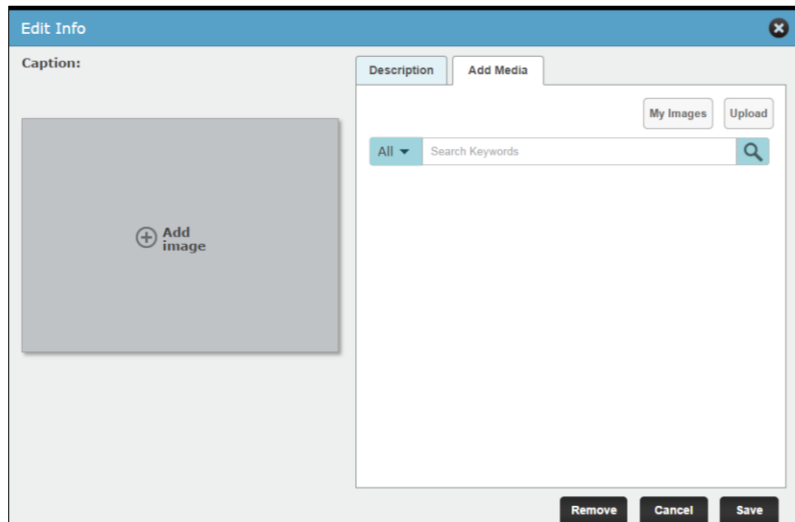 Edit Info
Caption:
Description
Add Media
My Images
Upload
All
Search Keywords
Add
image
Remove
Cancel
Save